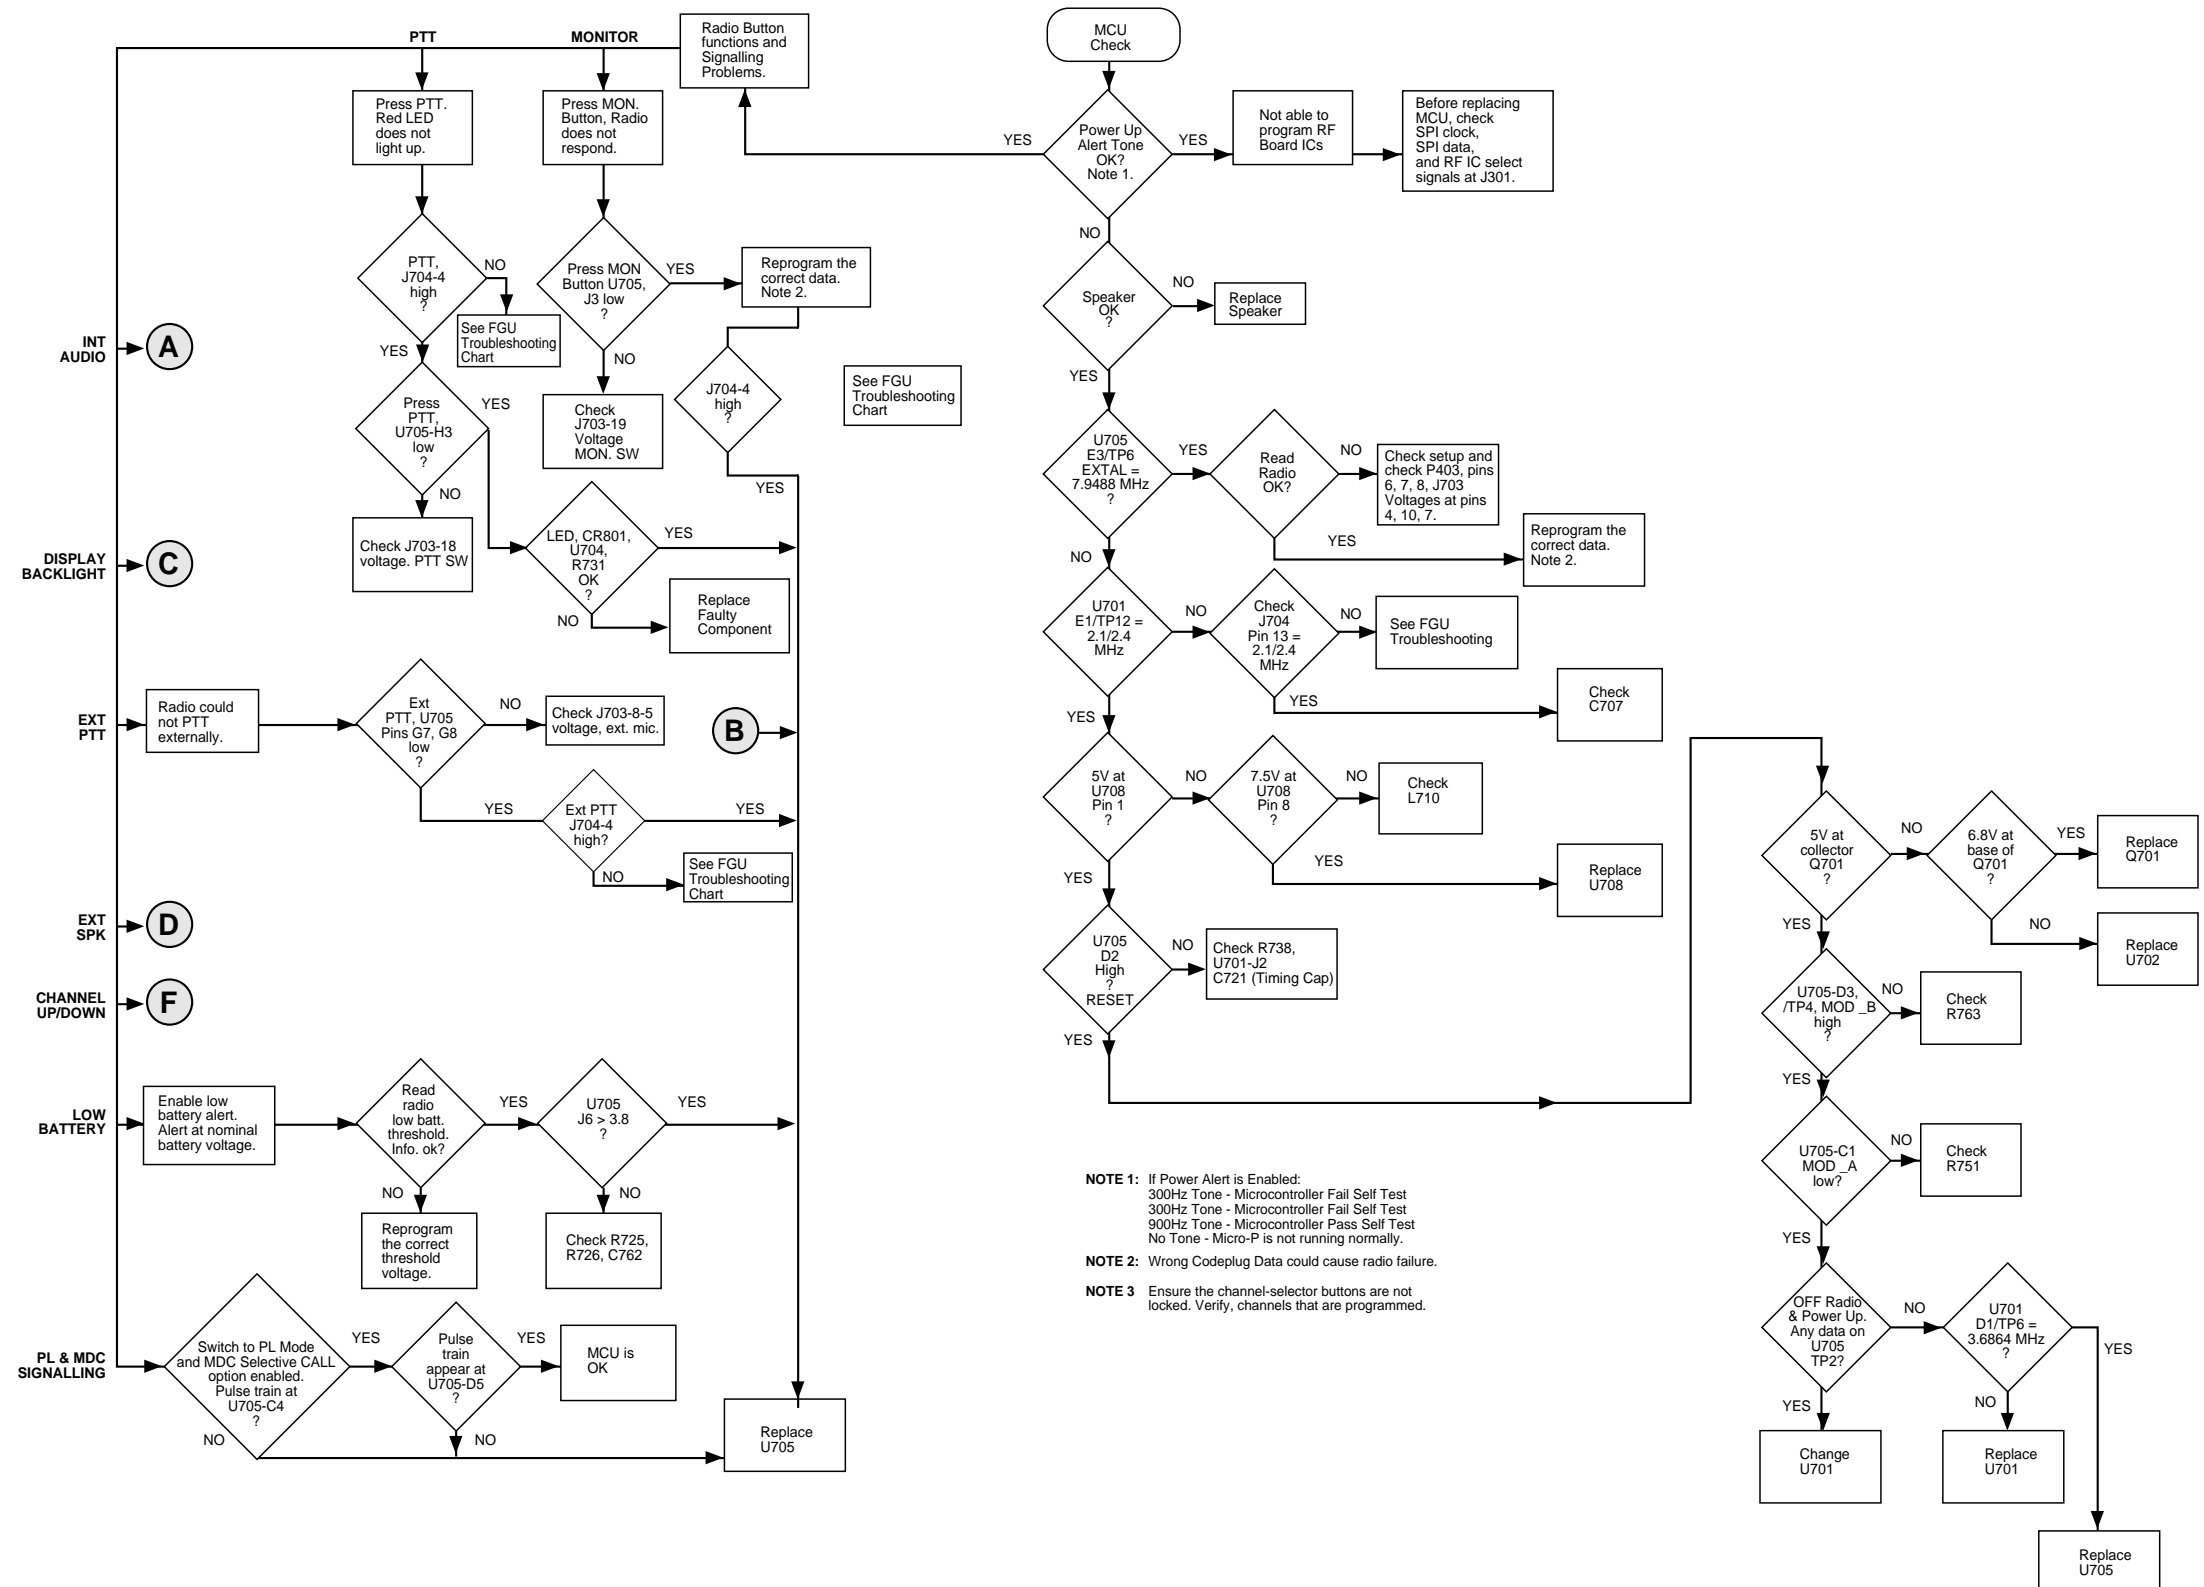 PTT
MONITOR
Radio Button
functions and
Signalling
Problems.
Press PTT.
Red LED
does not
light up.
Press MON.
Button, Radio
does not
respond.
PTT,
J704-4
high
?
NO
See FGU
Troubleshooting
Chart
YES
Press MON
Button U705,
J3 low
?
YES
Reprogram the
correct data.
Note 2.
NO
Check
J703-19
Voltage
MON. SW
J704-4
high
?
YES
See FGU
Troubleshooting
Chart
Press
PTT,
U705-H3
low
?
YES
NO
Check J703-18
voltage. PTT SW
LED, CR801,
U704,
R731
OK
?
YES
NO
Replace
Faulty
Component
INT
AUDIO
A
DISPLAY
BACKLIGHT
C
EXT
PTT
Radio could
not PTT
externally.
Ext
PTT, U705
Pins G7, G8
low
?
NO
Check J703-8-5
voltage, ext. mic.
B
YES
Ext PTT
J704-4
high?
YES
NO
See FGU
Troubleshooting
Chart
EXT
SPK
D
CHANNEL
UP/DOWN
F
LOW
BATTERY
Enable low
battery alert.
Alert at nominal
battery voltage.
Read
radio
low batt.
threshold.
Info. ok?
YES
U705
J6 > 3.8
?
YES
NO
Reprogram
the correct
threshold
voltage.
NO
Check R725,
R726, C762
PL & MDC
SIGNALLING
Switch to PL Mode
and MDC Selective CALL
option enabled.
Pulse train at
U705-C4
?
YES
Pulse
train
appear at
U705-D5
?
YES
MCU is
OK
NO
NO
Replace
U705
MCU
Check
YES
Power Up
Alert Tone
OK?
Note 1.
YES
Not able to
program RF
Board ICs
Before replacing
MCU, check
SPI clock,
SPI data,
and RF IC select
signals at J301.
NO
Speaker
OK
?
NO
Replace
Speaker
YES
U705
E3/TP6
EXTAL =
7.9488 MHz
?
YES
Read
Radio
OK?
NO
Check setup and
check P403, pins
6, 7, 8, J703
Voltages at pins
4, 10, 7.
YES
Reprogram the
correct data.
Note 2.
NO
U701
E1/TP12 =
2.1/2.4
MHz
NO
Check
J704
Pin 13 =
2.1/2.4
MHz
NO
See FGU
Troubleshooting
YES
Check
C707
YES
5V at
U708
Pin 1
?
NO
7.5V at
U708
Pin 8
?
NO
Check
L710
YES
Replace
U708
YES
U705
D2
High
?
RESET
NO
Check R738,
U701-J2
C721 (Timing Cap)
YES
5V at
collector
Q701
?
NO
6.8V at
base of
Q701
?
YES
Replace
Q701
NO
Replace
U702
YES
U705-D3,
/TP4, MOD _B
high
?
NO
Check
R763
YES
U705-C1
MOD _A
low?
NO
Check
R751
YES
OFF Radio
& Power Up.
Any data on
U705
TP2?
NO
U701
D1/TP6 =
3.6864 MHz
?
YES
YES
Change
U701
NO
Replace
U701
Replace
U705
NOTE 1: If Power Alert is Enabled:
300Hz Tone - Microcontroller Fail Self Test
300Hz Tone - Microcontroller Fail Self Test
900Hz Tone - Microcontroller Pass Self Test
No Tone - Micro-P is not running normally.
NOTE 2: Wrong Codeplug Data could cause radio failure.
NOTE 3 Ensure the channel-selector buttons are not
locked. Verify, channels that are programmed.